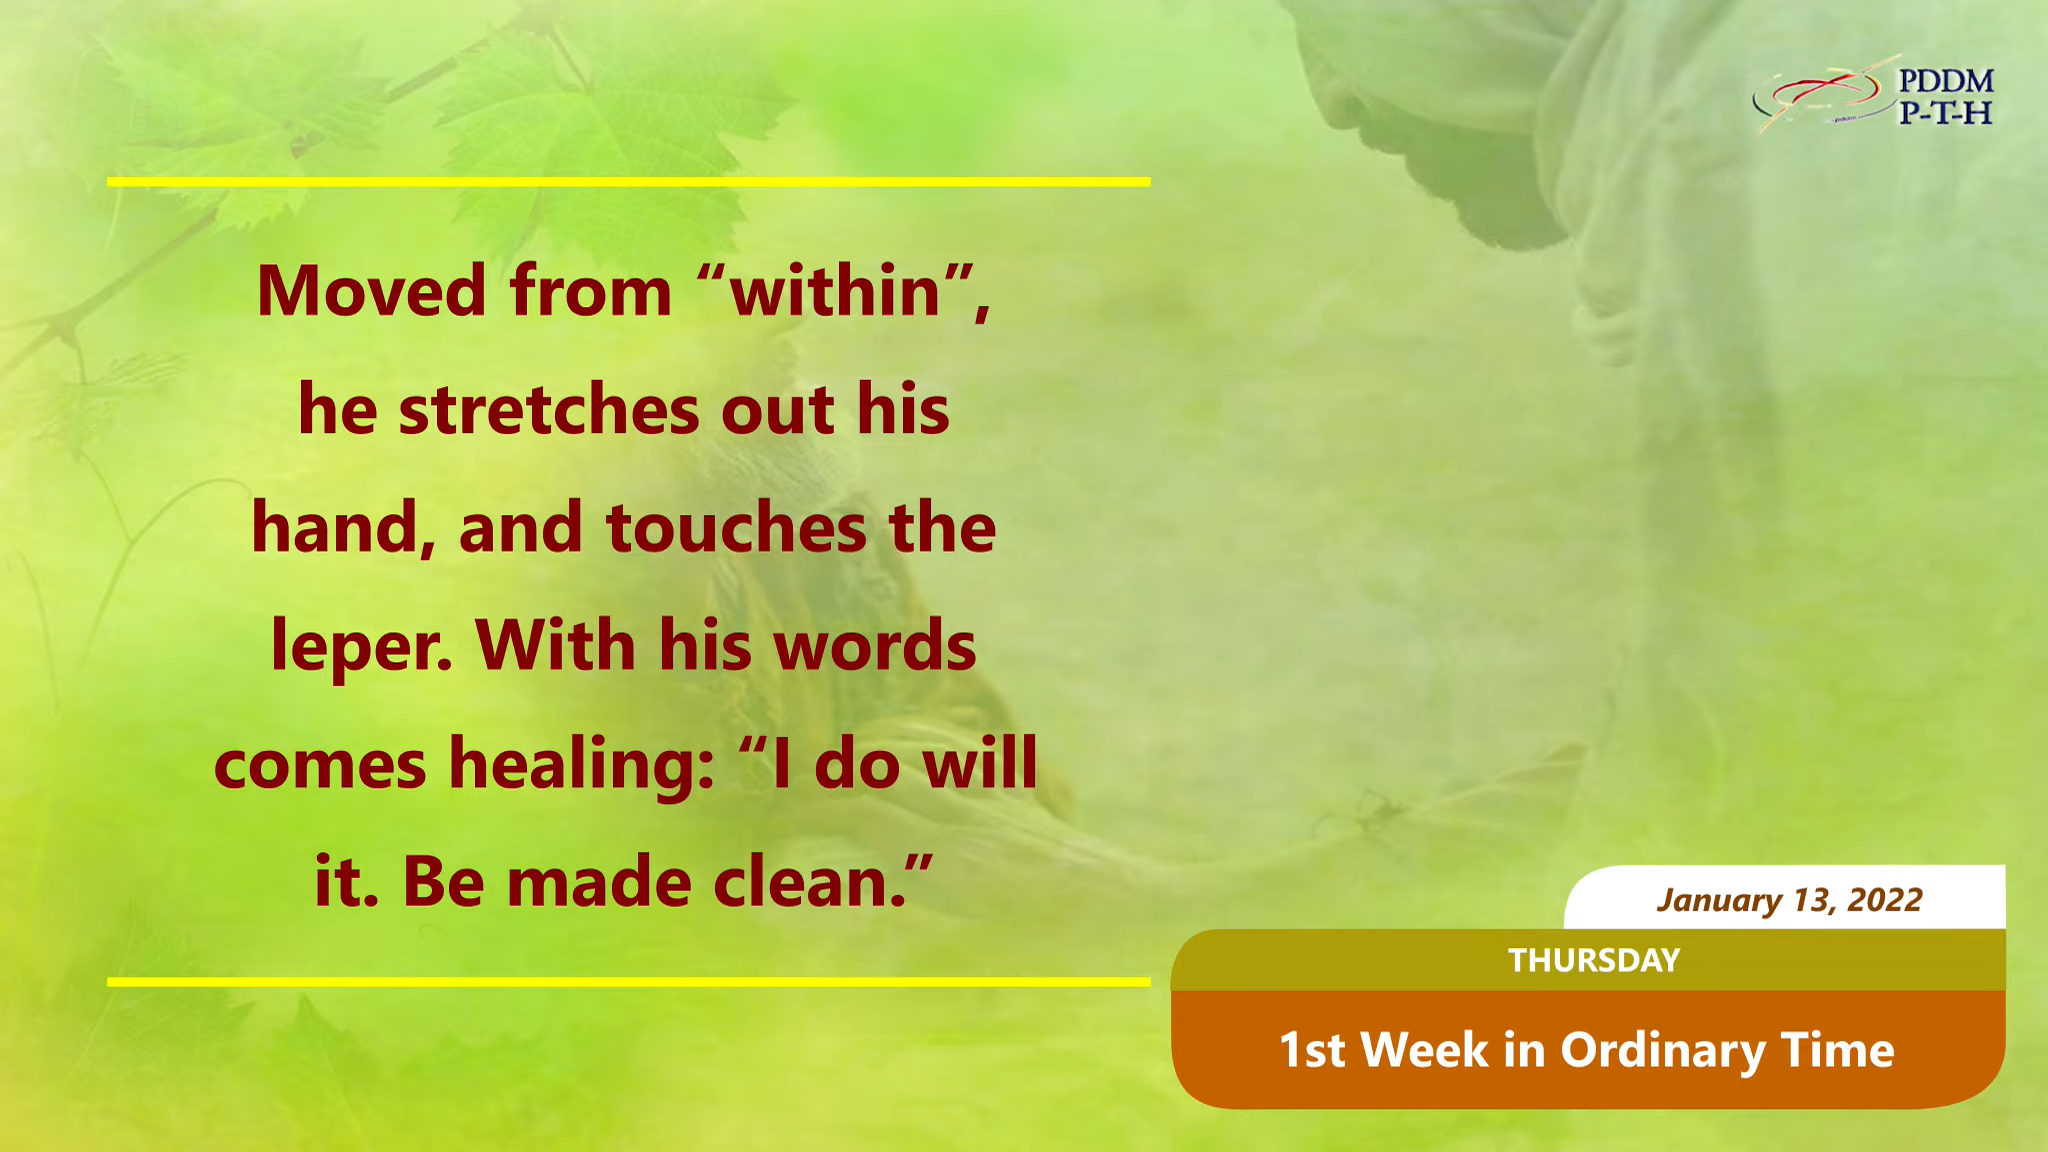 PDDM
P-T-H
Moved from “within”,
he stretches out his
hand, and touches the
leper. With his words
comes healing: “I do will
it. Be made clean.”
January 13, 2022
THURSDAY
1st Week in Ordinary Time